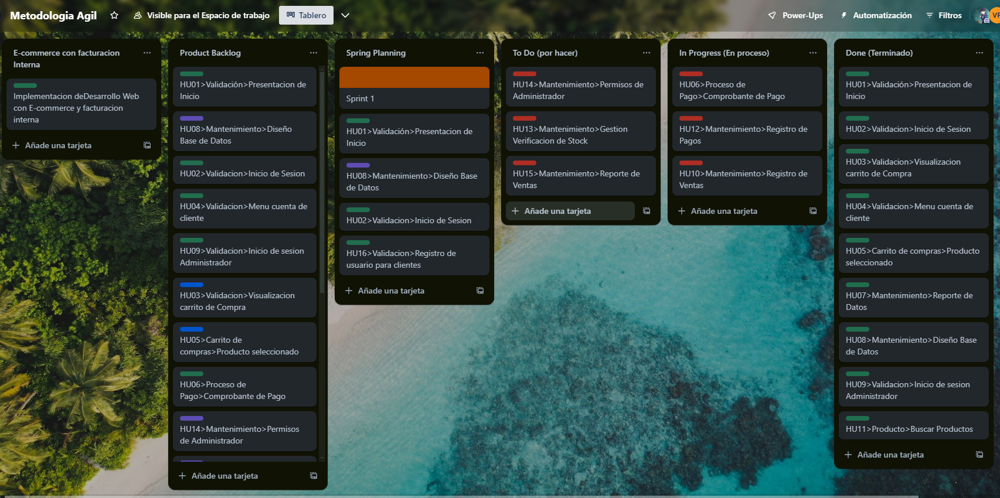 Metodologia Agil
Visible para el Espacio de trabajo
Tablero
Power-Ups
Automatización
Filtros
E-commerce con facturacion
Interna
Implementacion deDesarrollo Web
con E-commerce y facturacion
interna
Añade una tarjeta
Product Backlog
HU01>Validación>Presentacion de
Inicio
HU08>Mantenimiento>Diseño
Base de Datos
HU02>Validacion>Inicio de Sesion
HU04>Validacion>Menu cuenta de
cliente
HU09>Validacion>Inicio de sesion
Administrador
HU03>Validacion>Visualizacion
carrito de Compra
HU05>Carrito de
compras>Producto seleccionado
HU06>Proceso de
Pago>Comprobante de Pago
HU14>Mantenimiento>Permisos
de Administrador
Añade una tarjeta
Spring Planning
Sprint 1
HU01>Validación>Presentacion de
Inicio
HU08>Mantenimiento>Diseño Base
de Datos
HU02>Validacion>Inicio de Sesion
HU16>Validacion>Registro de
usuario para clientes
Añade una tarjeta
To Do (por hacer)
HU14>Mantenimiento>Permisos de
Administrador
HU13>Mantenimiento>Gestion
Verificacion de Stock
HU15>Mantenimiento>Reporte de
Ventas
Añade una tarjeta
In Progress (En proceso)
HU06>Proceso de
Pago>Comprobante de Pago
HU12>Mantenimiento>Registro de
Pagos
HU10>Mantenimiento>Registro de
Ventas
Añade una tarjeta
Done (Terminado)
HU01>Validación>Presentacion de
Inicio
HU02>Validacion>Inicio de Sesion
HU03>Validacion>Visualizacion
carrito de Compra
HU04>Validacion>Menu cuenta de
cliente
HU05>Carrito de compras>Producto
seleccionado
HU07>Mantenimiento>Reporte de
Datos
HU08>Mantenimiento>Diseño Base
de Datos
HU09>Validacion>Inicio de sesion
Administrador
HU11>Producto>Buscar Productos
Añade una tarjeta